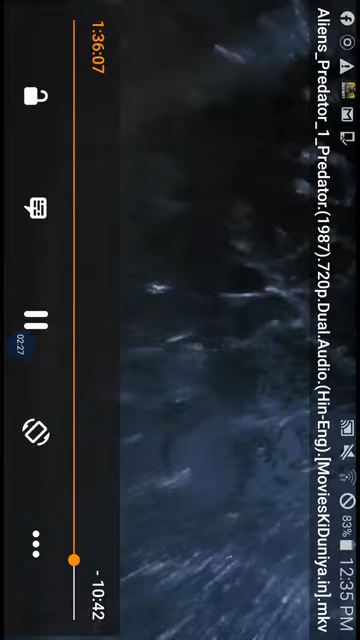 83% 12:35 PM
Aliens_Predator_1_Predator.(1987).720p.Dual.Audio.(Hin-Eng).[MoviesKiDuniya.in].mkv
1:36:07
-10:42
02:27